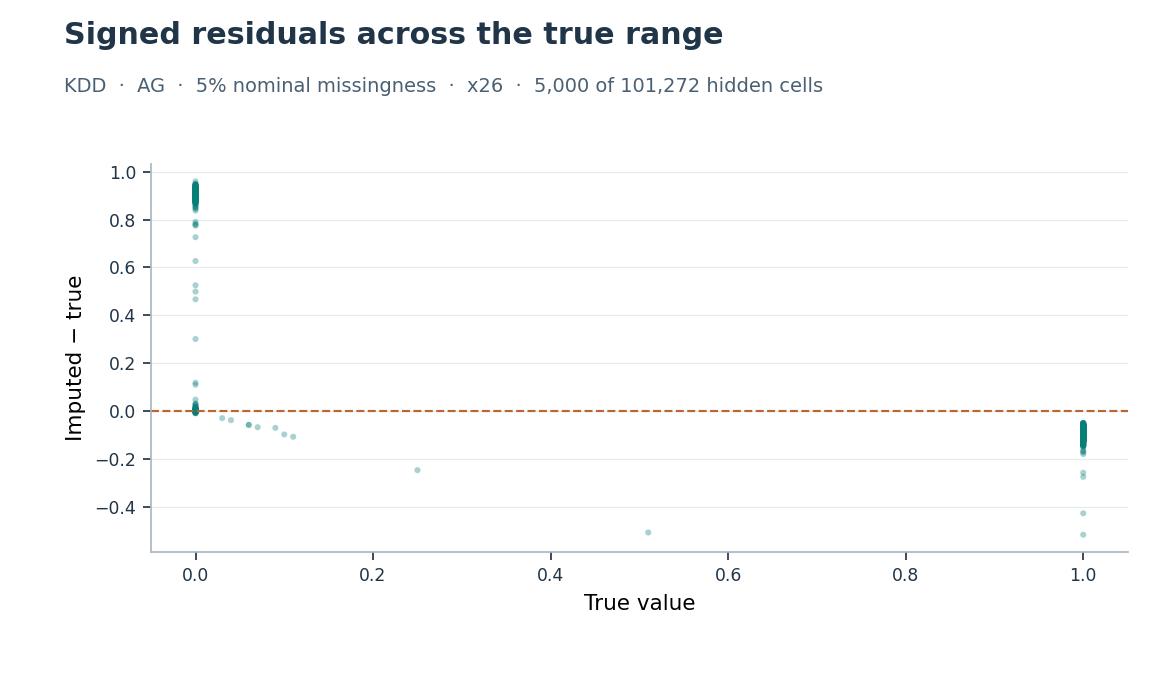 Signed residuals across the true range
KDD · AG · 5% nominal missingness · x26 · 5,000 of 101,272 hidden cells
Imputed − true
1.0
0.8
0.6
0.4
0.2
0.0
−0.2
−0.4
0.0 0.2 0.4 0.6 0.8 1.0
True value